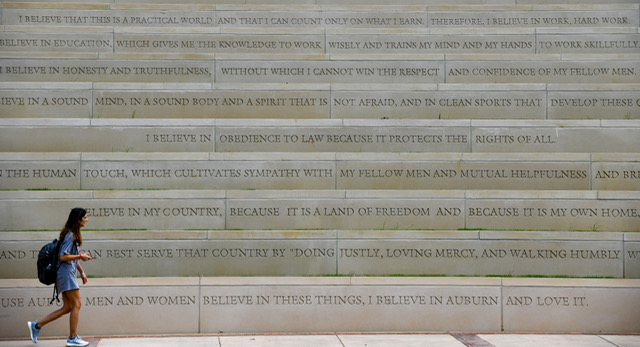 I BELIEVE THAT THIS IS A PRACTICAL WORLD AND THAT I CAN COUNT ONLY ON WHAT I EARN. THEREFORE, I BELIEVE IN WORK, HARD WORK.
BELIEVE IN EDUCATION, WHICH GIVES ME THE KNOWLEDGE TO WORK WISELY AND TRAINS MY MIND AND MY HANDS TO WORK SKILLFULLY
I BELIEVE IN HONESTY AND TRUTHFULNESS, WITHOUT WHICH I CANNOT WIN THE RESPECT AND CONFIDENCE OF MY FELLOW MEN.
IEVE IN A SOUND MIND, IN A SOUND BODY AND A SPIRIT THAT IS NOT AFRAID, AND IN CLEAN SPORTS THAT DEVELOP THESE Q
I BELIEVE IN OBEDIENCE TO LAW BECAUSE IT PROTECTS THE RIGHTS OF ALL.
N THE HUMAN TOUCH, WHICH CULTIVATES SYMPATHY WITH MY FELLOW MEN AND MUTUAL HELPFULNESS AND BRI
BELIEVE IN MY COUNTRY, BECAUSE IT IS A LAND OF FREEDOM AND BECAUSE IT IS MY OWN HOME,
AND T AN BEST SERVE THAT COUNTRY BY "DOING JUSTLY, LOVING MERCY, AND WALKING HUMBLY W
USE AUBURN MEN AND WOMEN BELIEVE IN THESE THINGS, I BELIEVE IN AUBURN AND LOVE IT.